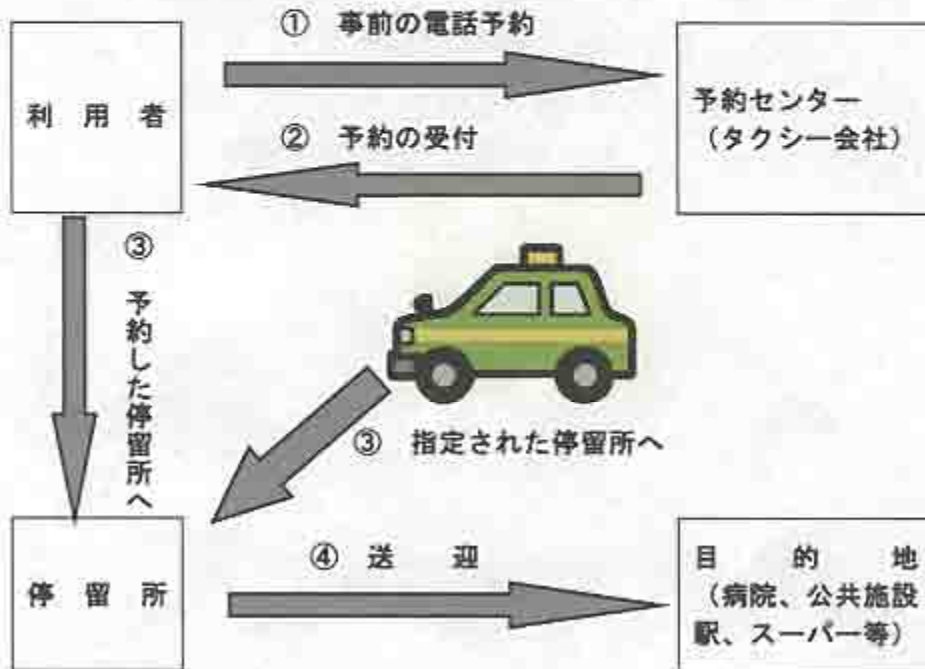 ① 事前の電話予約
利用者
予約センター
（タクシー会社）
② 予約の受付
③ 予約した停留所へ
③ 指定された停留所へ
停留所
④ 送迎
目的地
（病院、公共施設
駅、スーパー等）